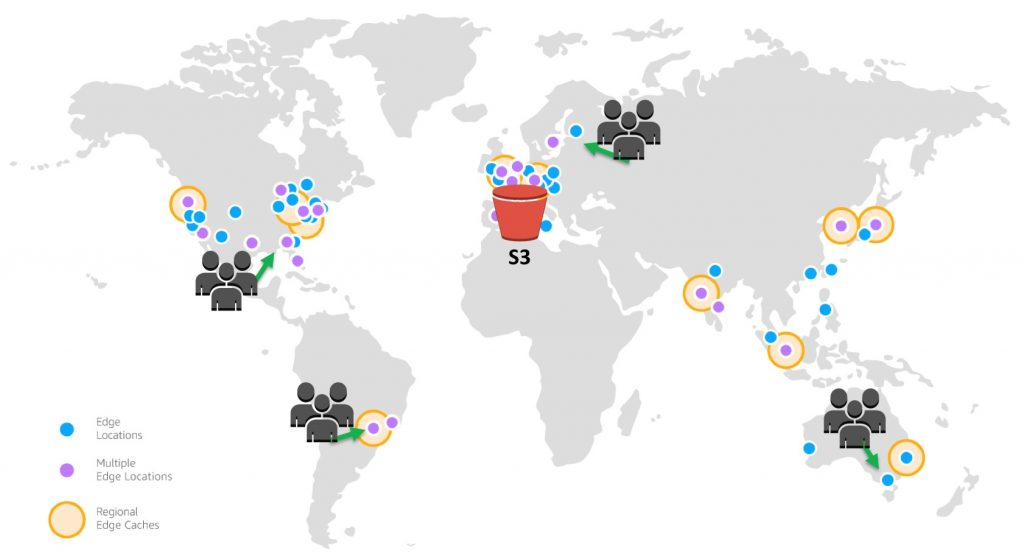 S3
Edge
Locations
Multiple
Edge Locations
Regional
Edge Caches